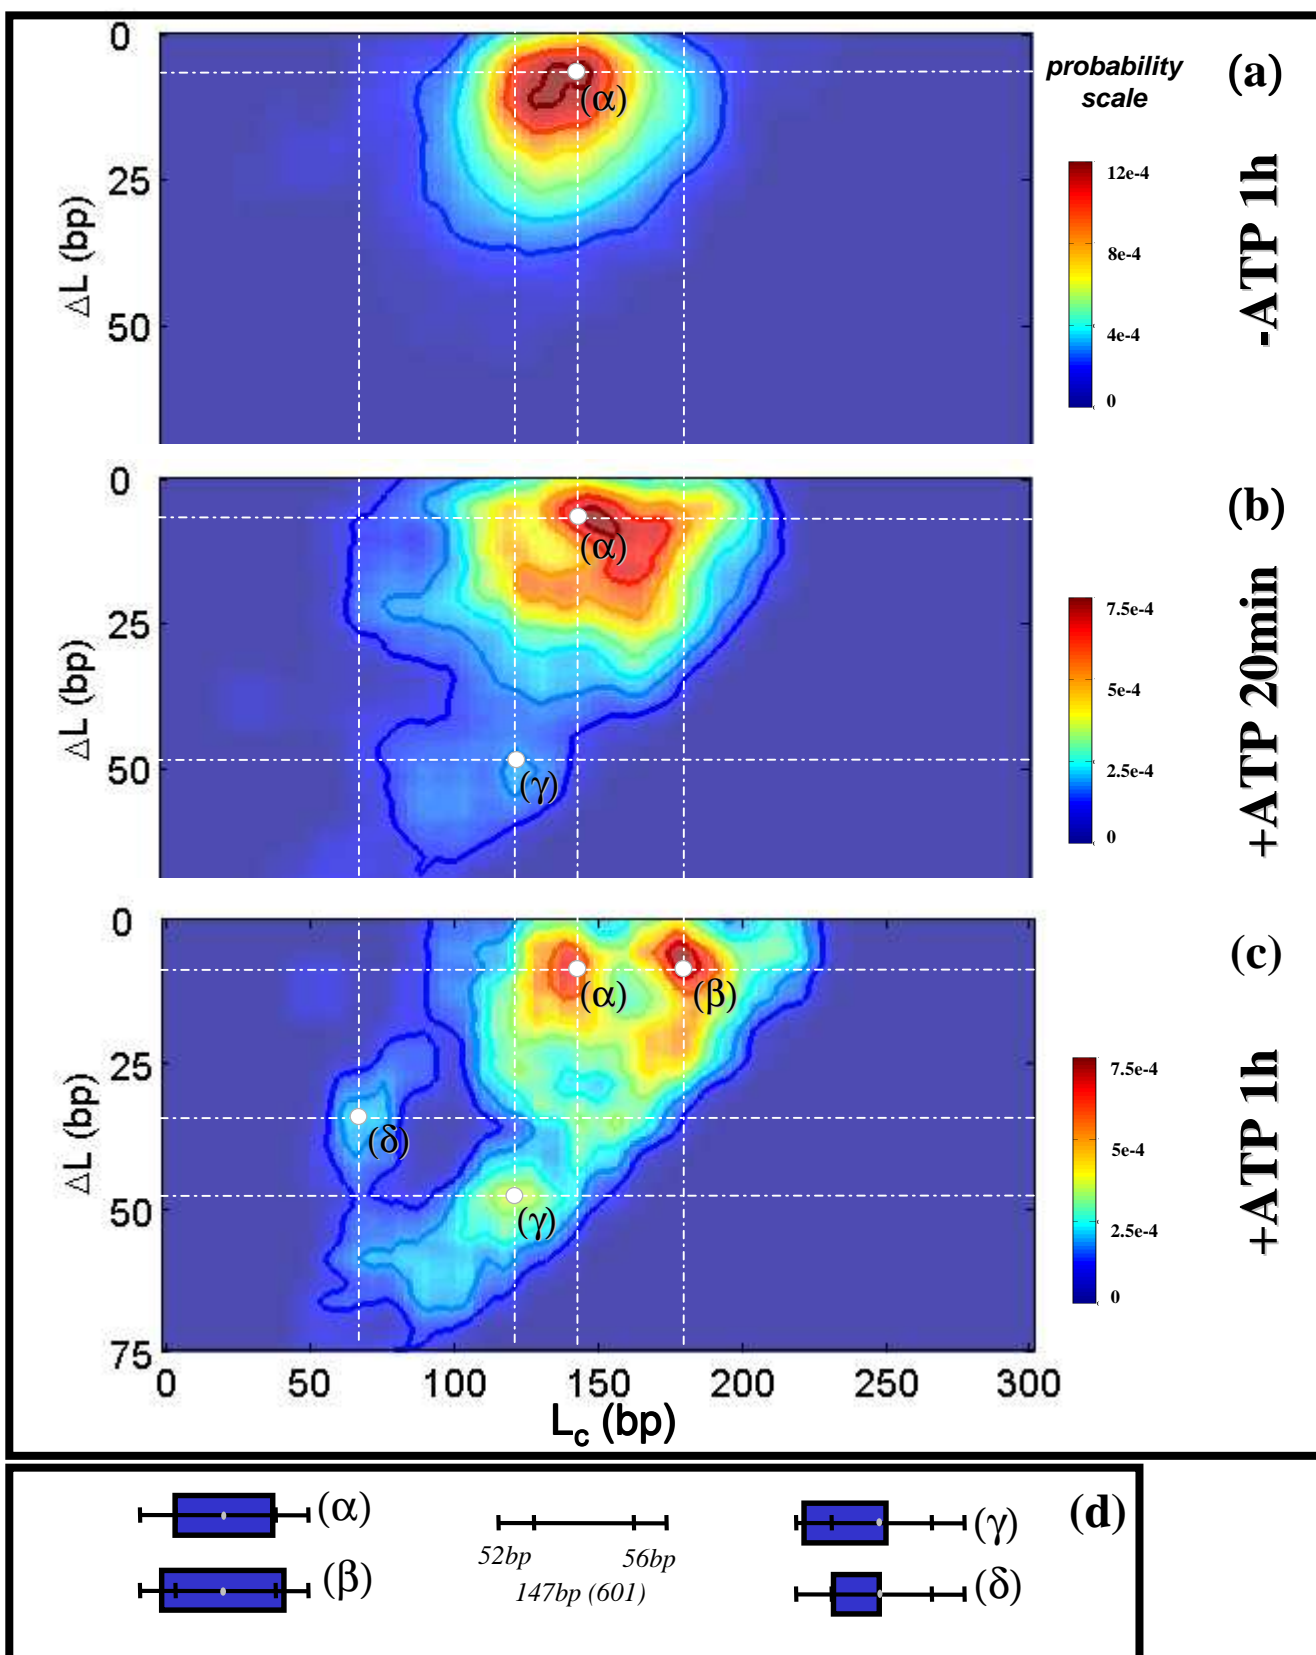 0
25
50
ΔL (bp)
(α)
probability
scale
12e-4
8e-4
4e-4
0
(a)
-ATP 1h
0
25
50
ΔL (bp)
(α)
(γ)
7.5e-4
5e-4
2.5e-4
0
(b)
+ATP 20min
0
25
50
75
ΔL (bp)
(α)
(β)
(δ)
(γ)
7.5e-4
5e-4
2.5e-4
0
(c)
+ATP 1h
0 50 100 150 200 250 300
Lc (bp)
(α)
(β)
52bp 56bp
147bp (601)
(γ)
(δ)
(d)